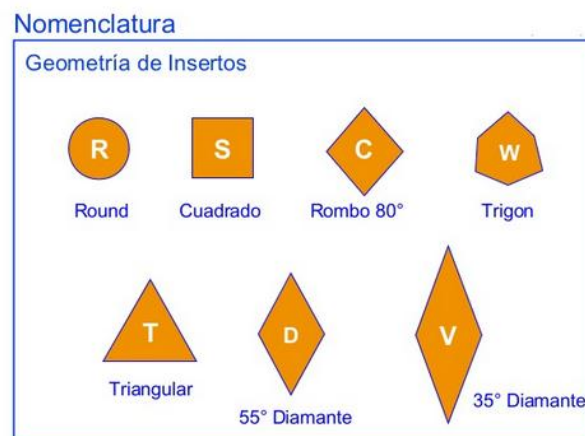 Nomenclatura
Geometría de Insertos
R
S
C
W
Round
Cuadrado
Rombo 80°
Trigon
T
D
V
Triangular
55° Diamante
35° Diamante